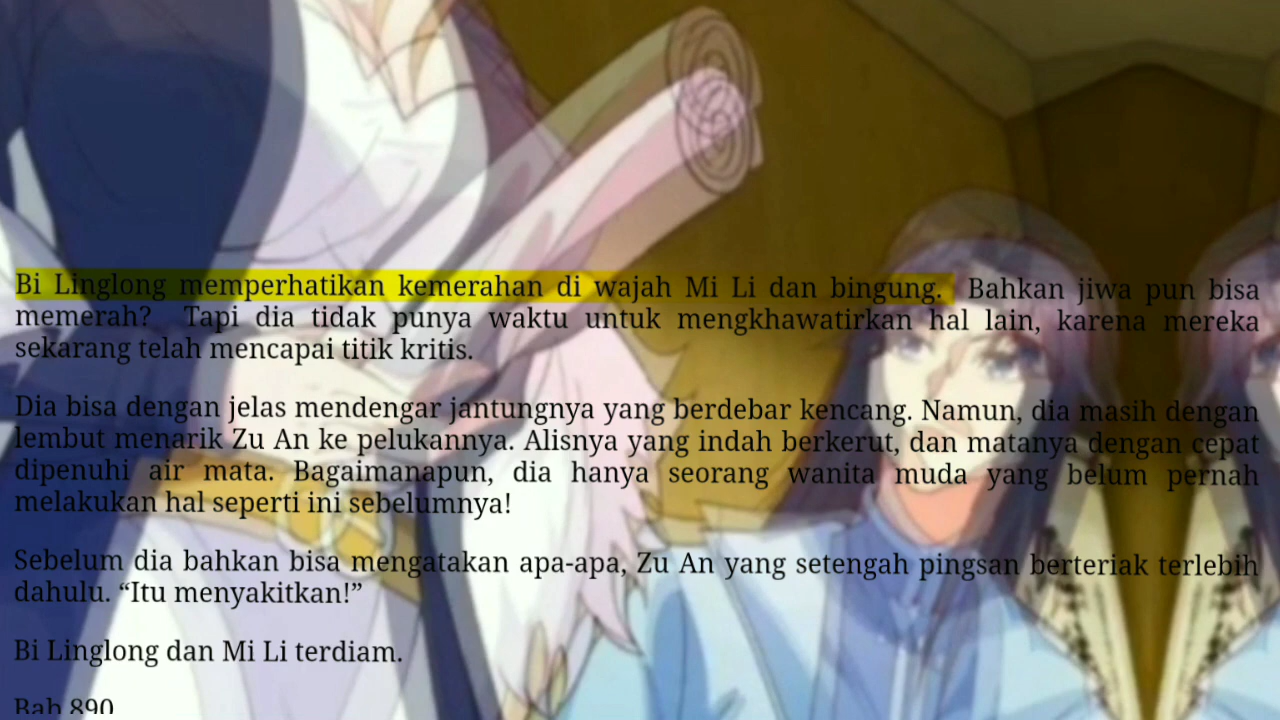 Bi Linglong memperhatikan kemerahan di wajah Mi Li dan bingung. Bahkan jiwa pun bisa
memerah? Tapi dia tidak punya waktu untuk mengkhawatirkan hal lain, karena mereka
sekarang telah mencapai titik kritis.
Dia bisa dengan jelas mendengar jantungnya yang berdebar kencang. Namun, dia masih dengan
lembut menarik Zu An ke pelukannya. Alisnya yang indah berkerut, dan matanya dengan cepat
dipenuhi air mata. Bagaimanapun, dia hanya seorang wanita muda yang belum pernah
melakukan hal seperti ini sebelumnya!
Sebelum dia bahkan bisa mengatakan apa-apa, Zu An yang setengah pingsan berteriak terlebih
dahulu. “Itu menyakitkan!”
Bi Linglong dan Mi Li terdiam.
Bab 890